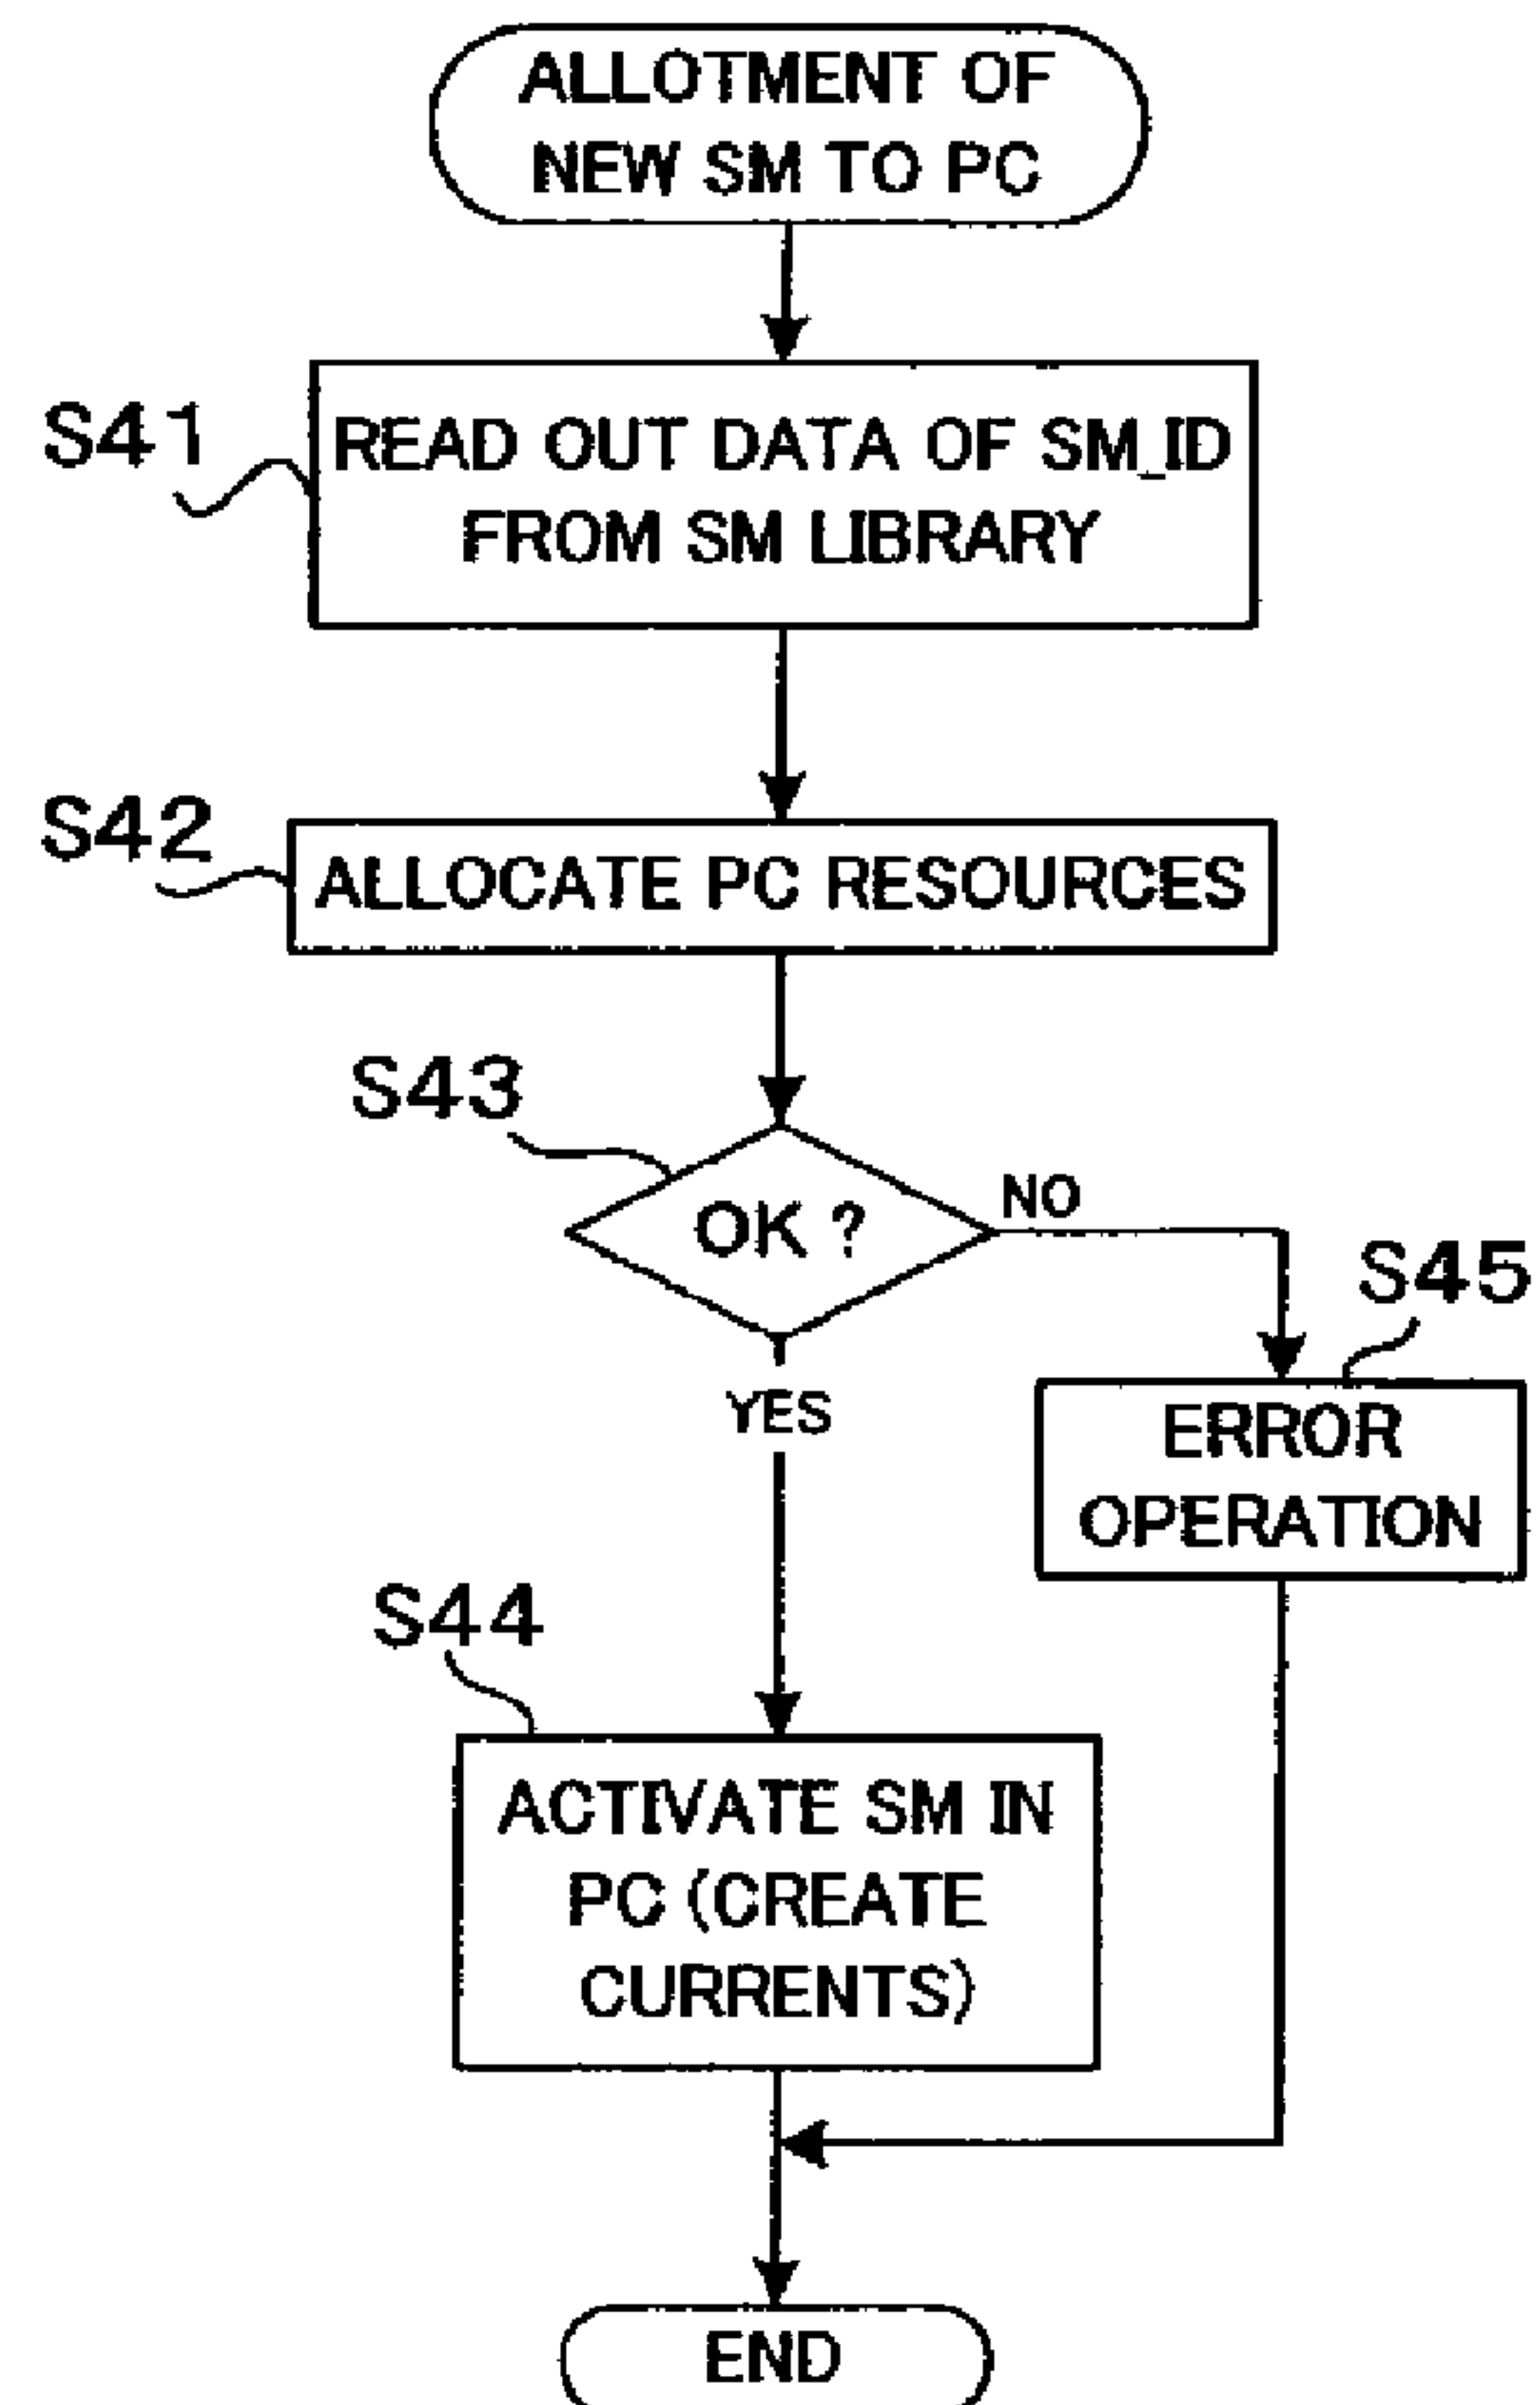 ALLOTMENT OF
NEW SM TO PC
S41
READ OUT DATA OF SM_ID
FROM SM LIBRARY
S42
ALLOCATE PC RESOURCES
S43
OK ?
NO
S45
YES
ERROR
OPERATION
S44
ACTIVATE SM IN
PC (CREATE
CURRENTS)
END